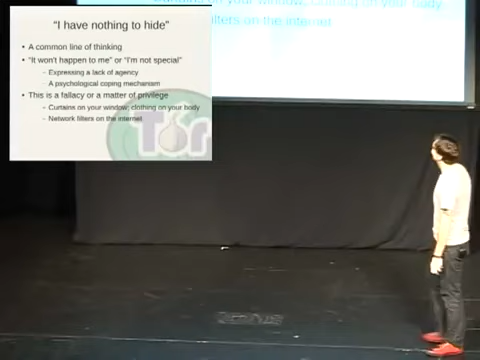 "I have nothing to hide"
• A common line of thinking
• "It won't happen to me" or "I'm not special"
- Expressing a lack of agency
- A psychological coping mechanism
• This is a fallacy or a matter of privilege
- Curtains on your window; clothing on your body
- Network filters on the internet
Tor
Curtains on your window; clothing on your body
filters on the internet